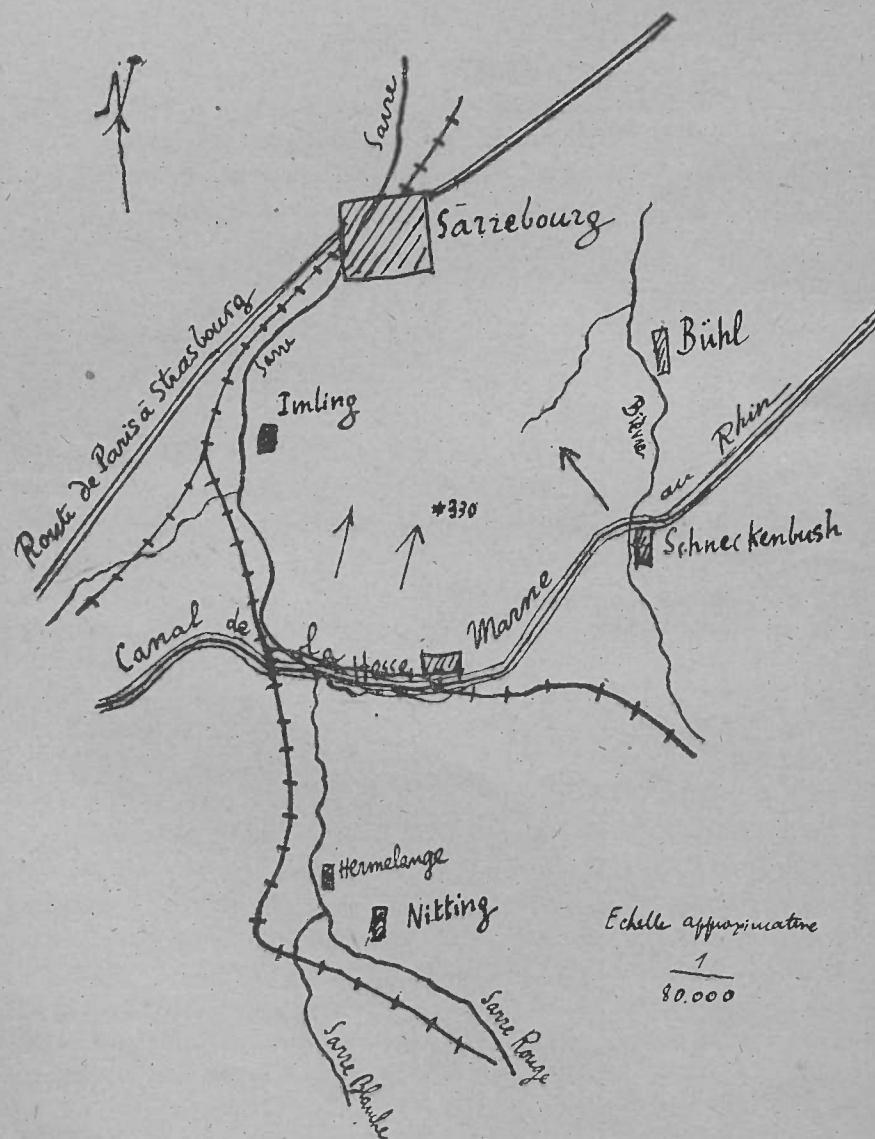 N
Sarre
Sarrebourg
Route de Paris à Strasbourg
Sarre
Bühl
Imling
Bièvre
*330
Canal de la Marne au Rhin
Schneckenbush
Hesse
Hermelange
Nitting
Echelle approximative
1
80.000
Sarre Rouge
Sarre Blanche